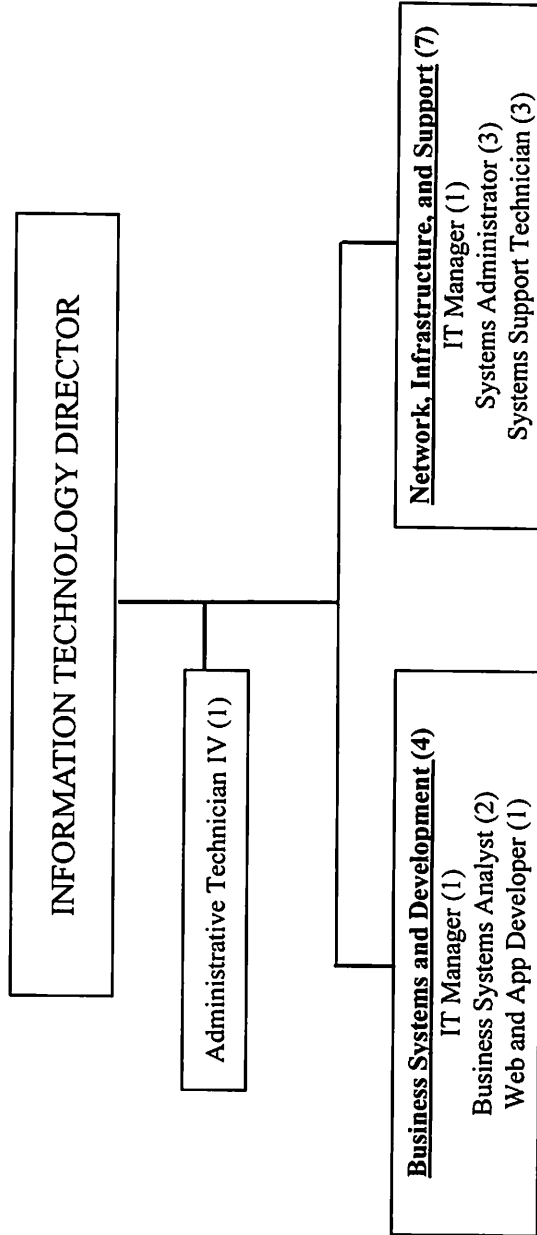 INFORMATION TECHNOLOGY DIRECTOR
Administrative Technician IV (1)
Business Systems and Development (4)
IT Manager (1)
Business Systems Analyst (2)
Web and App Developer (1)
Network, Infrastructure, and Support (7)
IT Manager (1)
Systems Administrator (3)
Systems Support Technician (3)